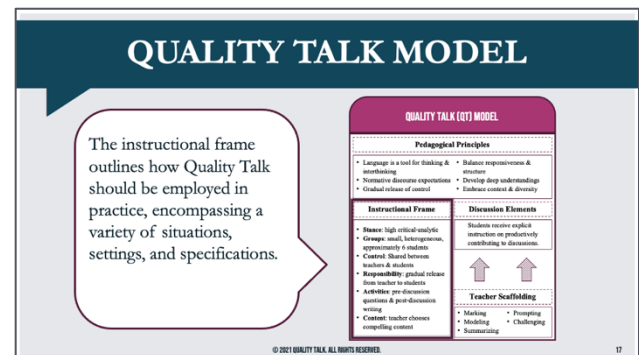 QUALITY TALK MODEL
The instructional frame
outlines how Quality Talk
should be employed in
practice, encompassing a
variety of situations,
settings, and specifications.
QUALITY TALK (QT) MODEL
Pedagogical Principles
• Language is a tool for thinking &
interthinking
• Normative discourse expectations
• Gradual release of control
• Balance responsiveness &
structure
• Develop deep understandings
• Embrace context & diversity
Instructional Frame
• Stance: high critical-analytic
• Groups: small, heterogeneous,
approximately 6 students
• Control: Shared between
teachers & students
• Responsibility: gradual release
from teacher to students
• Activities: pre-discussion
questions & post-discussion
writing
• Content: teacher chooses
compelling content
Discussion Elements
Students receive explicit
instruction on productively
contributing to discussions.
Teacher Scaffolding
• Marking
• Modeling
• Summarizing
• Prompting
• Challenging
© 2021 QUALITY TALK. ALL RIGHTS RESERVED.
17